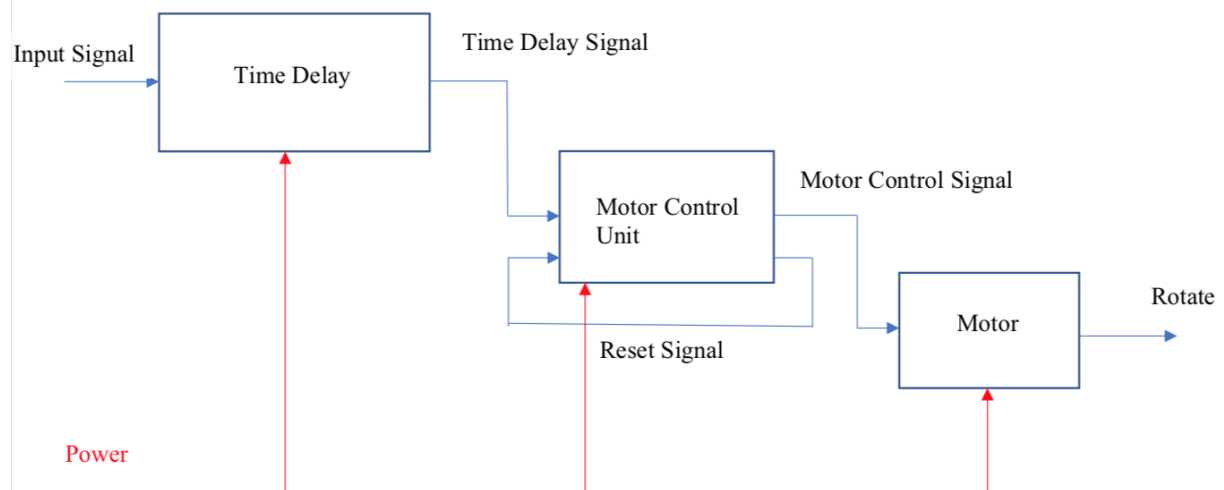 Input Signal
Time Delay
Time Delay Signal
Motor Control
Unit
Motor Control Signal
Reset Signal
Motor
Rotate
Power